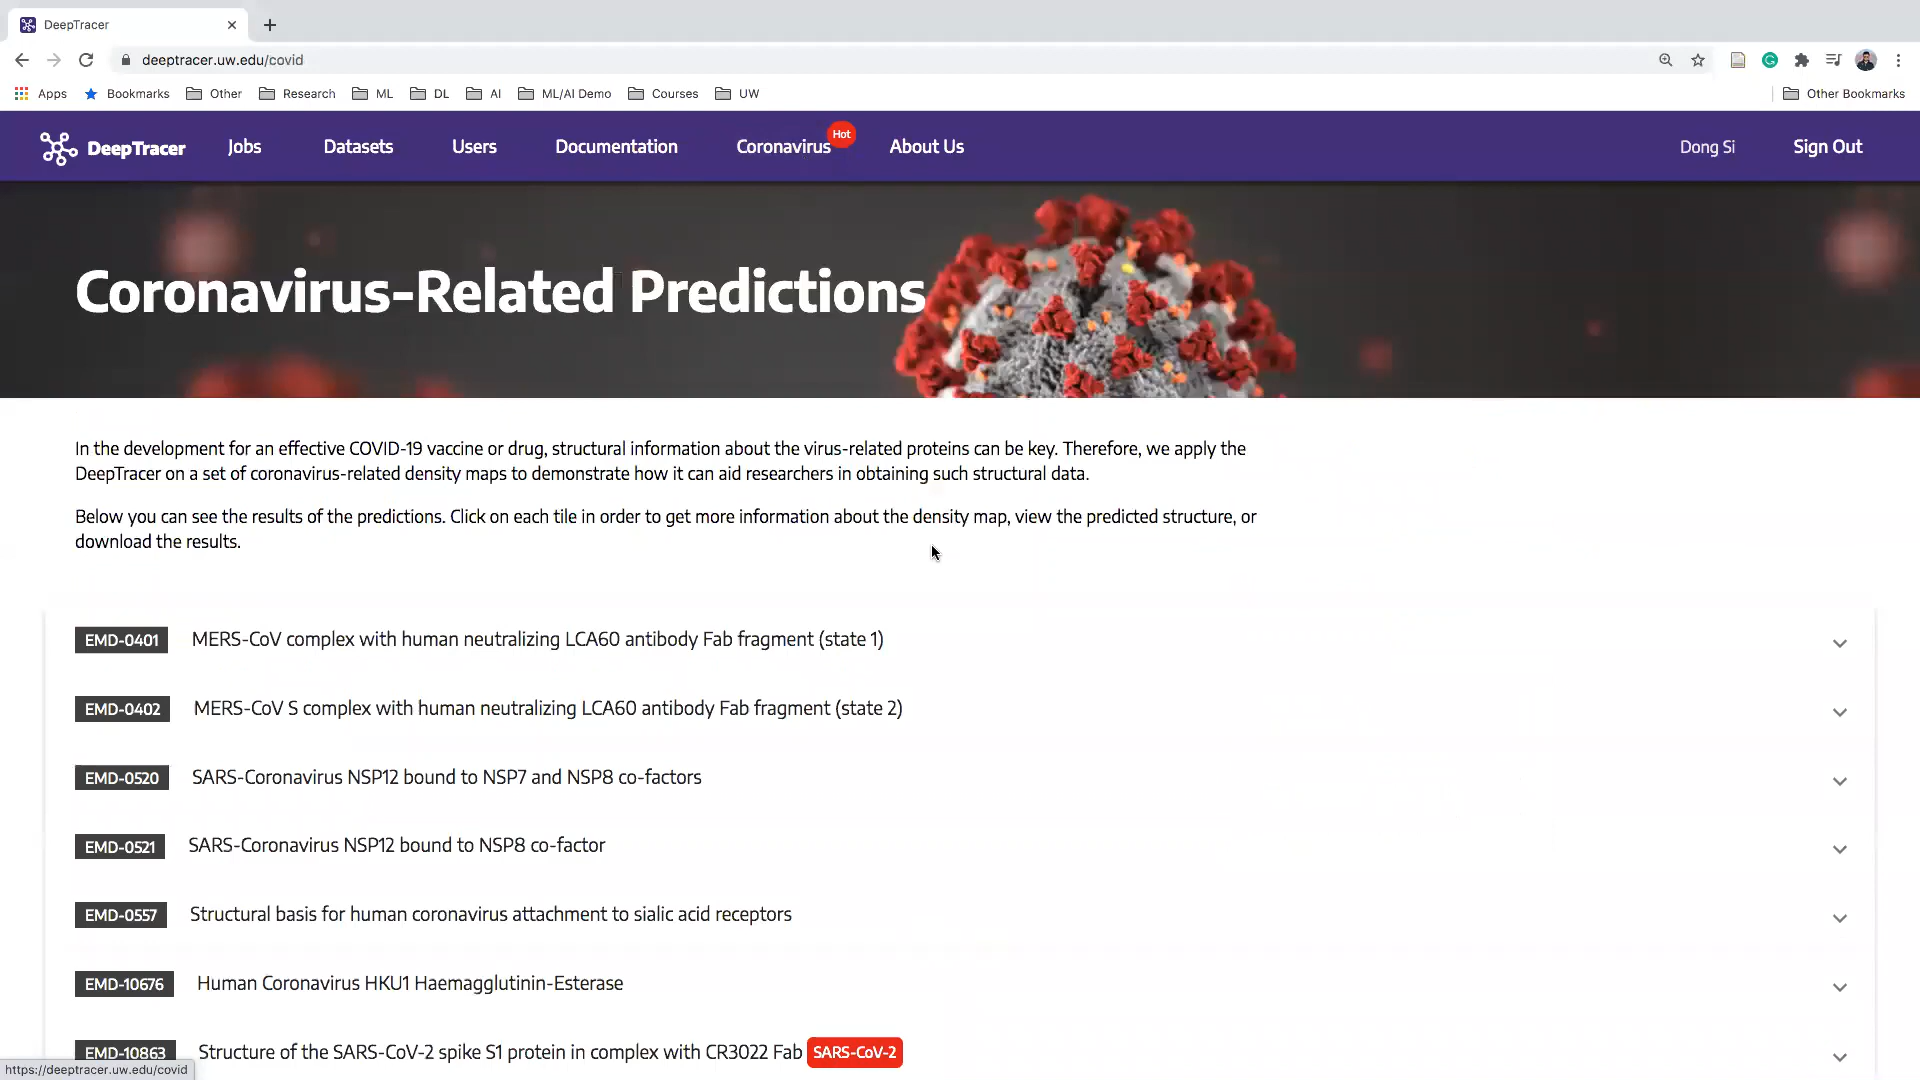 DeepTracer
deeptracer.uw.edu/covid
Apps Bookmarks Other Research ML DL AI ML/AI Demo Courses UW Other Bookmarks
DeepTracer Jobs Datasets Users Documentation Coronavirus Hot About Us Dong Si Sign Out
Coronavirus-Related Predictions
In the development for an effective COVID-19 vaccine or drug, structural information about the virus-related proteins can be key. Therefore, we apply the
DeepTracer on a set of coronavirus-related density maps to demonstrate how it can aid researchers in obtaining such structural data.
Below you can see the results of the predictions. Click on each tile in order to get more information about the density map, view the predicted structure, or
download the results.
EMD-0401 MERS-CoV complex with human neutralizing LCA60 antibody Fab fragment (state 1)
EMD-0402 MERS-CoV S complex with human neutralizing LCA60 antibody Fab fragment (state 2)
EMD-0520 SARS-Coronavirus NSP12 bound to NSP7 and NSP8 co-factors
EMD-0521 SARS-Coronavirus NSP12 bound to NSP8 co-factor
EMD-0557 Structural basis for human coronavirus attachment to sialic acid receptors
EMD-10676 Human Coronavirus HKU1 Haemagglutinin-Esterase
EMD-10863 Structure of the SARS-CoV-2 spike S1 protein in complex with CR3022 Fab SARS-CoV-2
https://deeptracer.uw.edu/covid